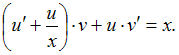 (u' + u/x)·v + u·v' = x.